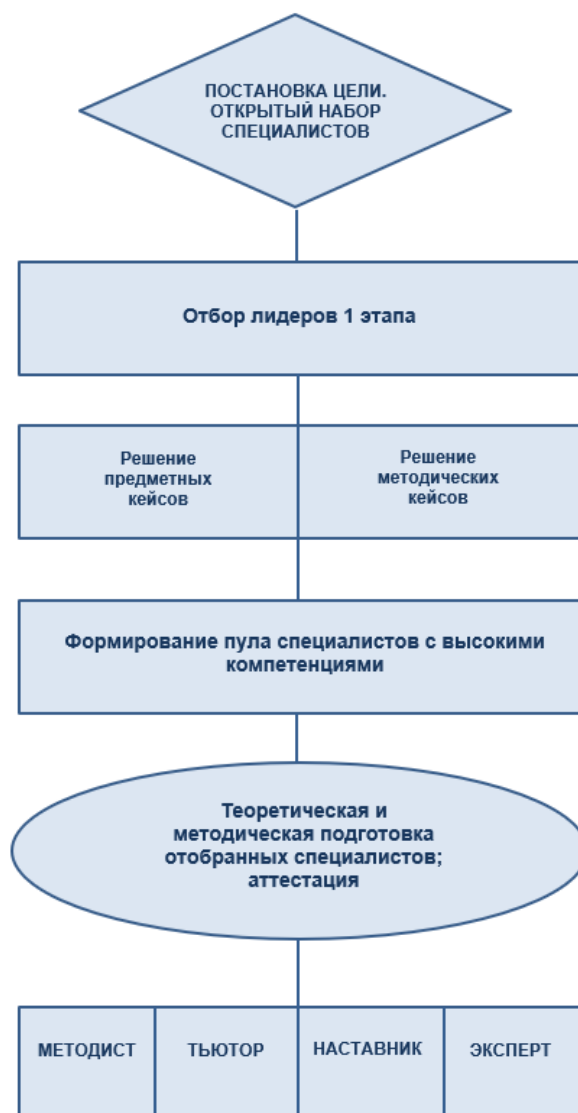 ПОСТАНОВКА ЦЕЛИ.
ОТКРЫТЫЙ НАБОР
СПЕЦИАЛИСТОВ
Отбор лидеров 1 этапа
Решение
предметных
кейсов
Решение
методических
кейсов
Формирование пула специалистов с высокими
компетенциями
Теоретическая и
методическая подготовка
отобранных специалистов;
аттестация
МЕТОДИСТ
ТЬЮТОР
НАСТАВНИК
ЭКСПЕРТ